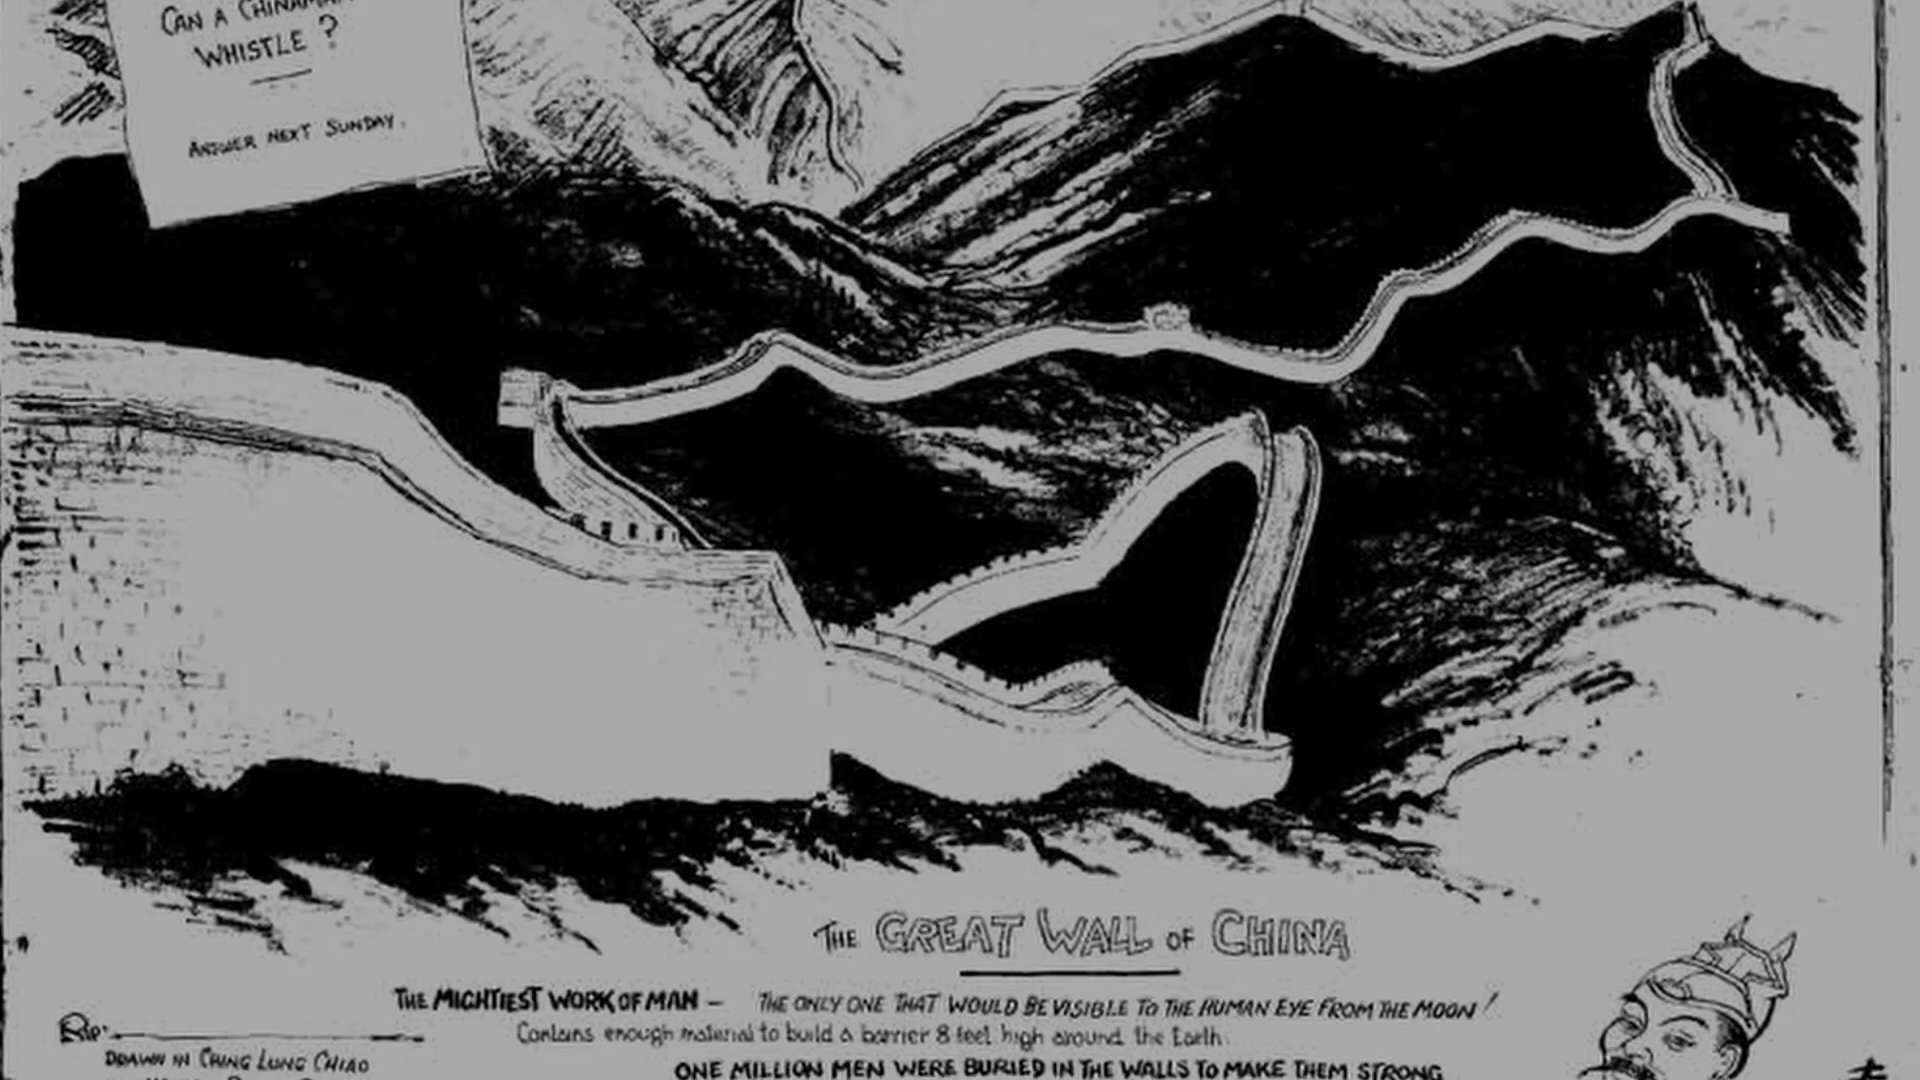 CAN A CHINAMAN
WHISTLE ?
ANSWER NEXT SUNDAY.
THE GREAT WALL OF CHINA
THE MIGHTIEST WORK OF MAN — THE ONLY ONE THAT WOULD BE VISIBLE TO THE HUMAN EYE FROM THE MOON!
Contains enough material to build a barrier 8 feet high around the Earth.
Rip:
DRAWN IN CHING LUNG CHIAO
ONE MILLION MEN WERE BURIED IN THE WALLS TO MAKE THEM STRONG